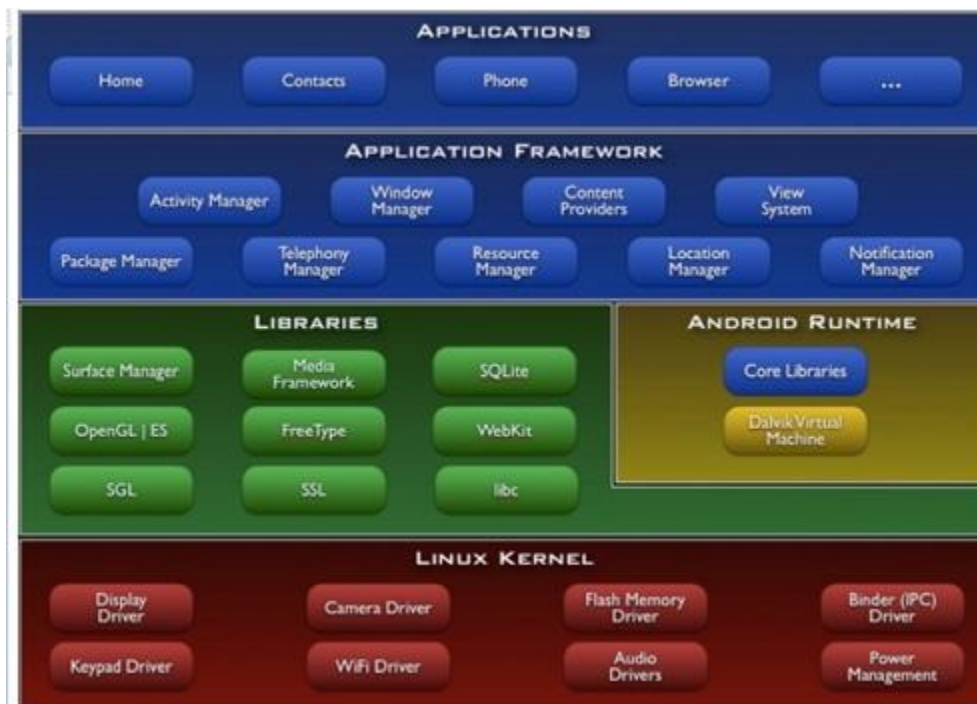 APPLICATIONS
Home Contacts Phone Browser ...
APPLICATION FRAMEWORK
Activity Manager
Window
Manager
Content
Providers
View
System
Package Manager
Telephony
Manager
Resource
Manager
Location
Manager
Notification
Manager
LIBRARIES
Surface Manager
Media
Framework
SQLite
OpenGL | ES
FreeType
WebKit
SGL
SSL
libc
ANDROID RUNTIME
Core Libraries
Dalvik Virtual
Machine
LINUX KERNEL
Display
Driver
Camera Driver
Flash Memory
Driver
Binder (IPC)
Driver
Keypad Driver
WiFi Driver
Audio
Drivers
Power
Management